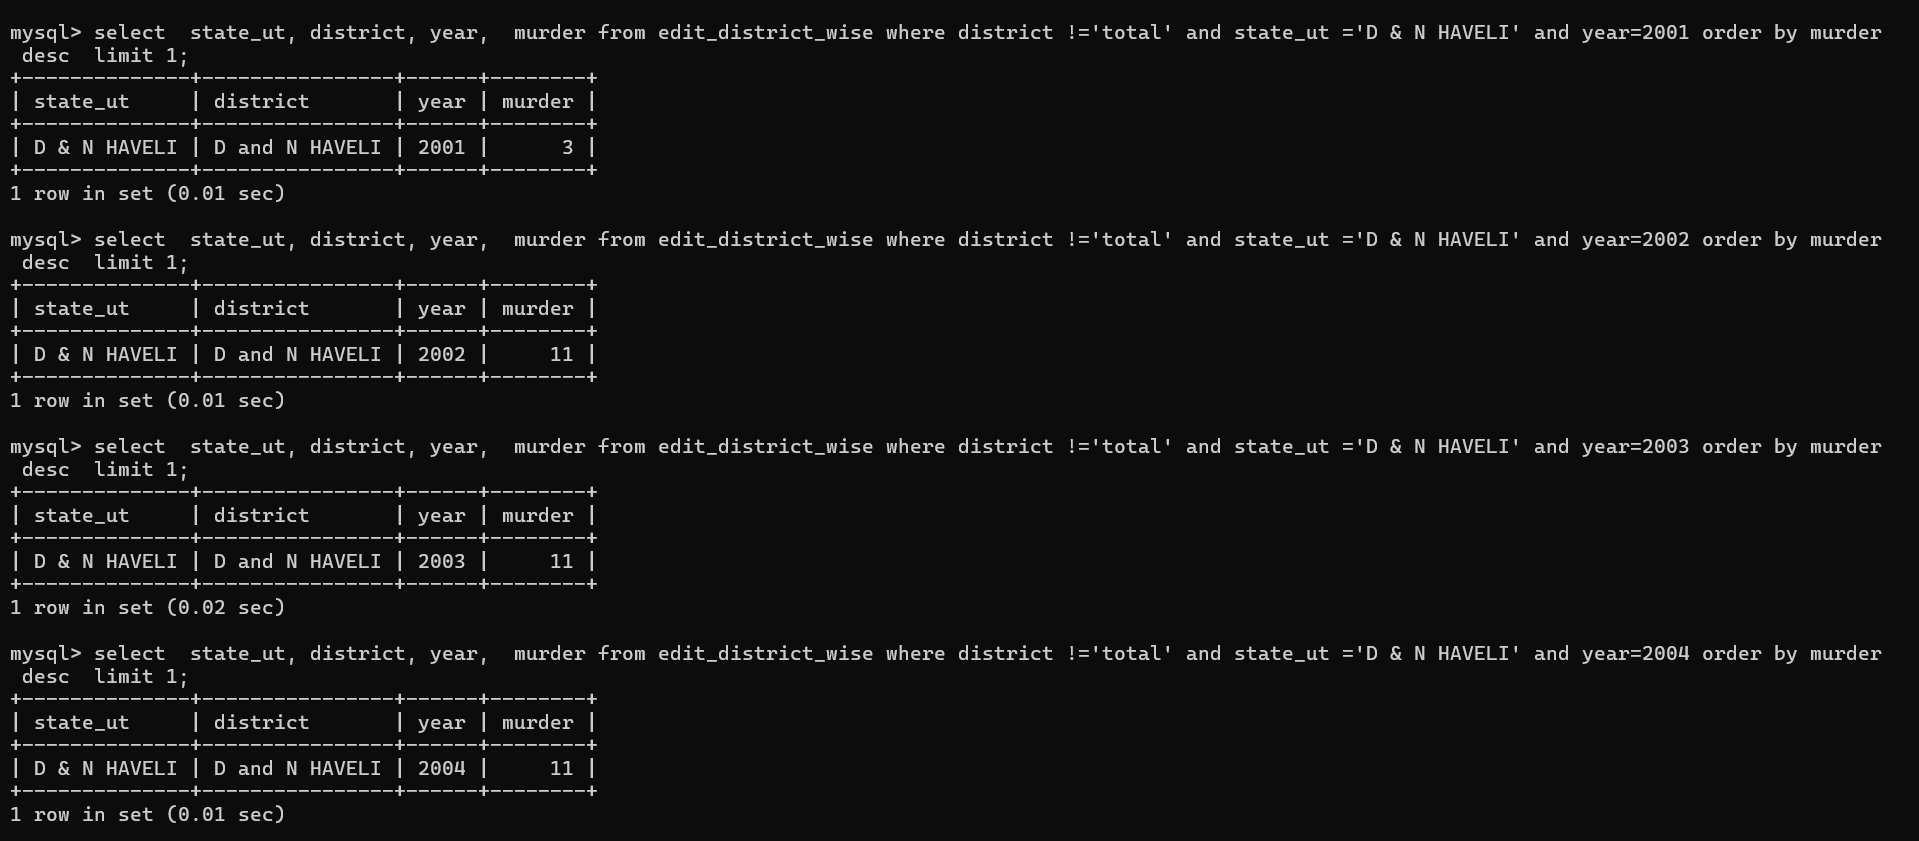 mysql> select  state_ut, district, year,  murder from edit_district_wise where district !='total' and state_ut ='D & N HAVELI' and year=2001 order by murder
 desc  limit 1;
+--------------+----------------+------+--------+
| state_ut     | district       | year | murder |
+--------------+----------------+------+--------+
| D & N HAVELI | D and N HAVELI | 2001 |      3 |
+--------------+----------------+------+--------+
1 row in set (0.01 sec)

mysql> select  state_ut, district, year,  murder from edit_district_wise where district !='total' and state_ut ='D & N HAVELI' and year=2002 order by murder
 desc  limit 1;
+--------------+----------------+------+--------+
| state_ut     | district       | year | murder |
+--------------+----------------+------+--------+
| D & N HAVELI | D and N HAVELI | 2002 |     11 |
+--------------+----------------+------+--------+
1 row in set (0.01 sec)

mysql> select  state_ut, district, year,  murder from edit_district_wise where district !='total' and state_ut ='D & N HAVELI' and year=2003 order by murder
 desc  limit 1;
+--------------+----------------+------+--------+
| state_ut     | district       | year | murder |
+--------------+----------------+------+--------+
| D & N HAVELI | D and N HAVELI | 2003 |     11 |
+--------------+----------------+------+--------+
1 row in set (0.02 sec)

mysql> select  state_ut, district, year,  murder from edit_district_wise where district !='total' and state_ut ='D & N HAVELI' and year=2004 order by murder
 desc  limit 1;
+--------------+----------------+------+--------+
| state_ut     | district       | year | murder |
+--------------+----------------+------+--------+
| D & N HAVELI | D and N HAVELI | 2004 |     11 |
+--------------+----------------+------+--------+
1 row in set (0.01 sec)